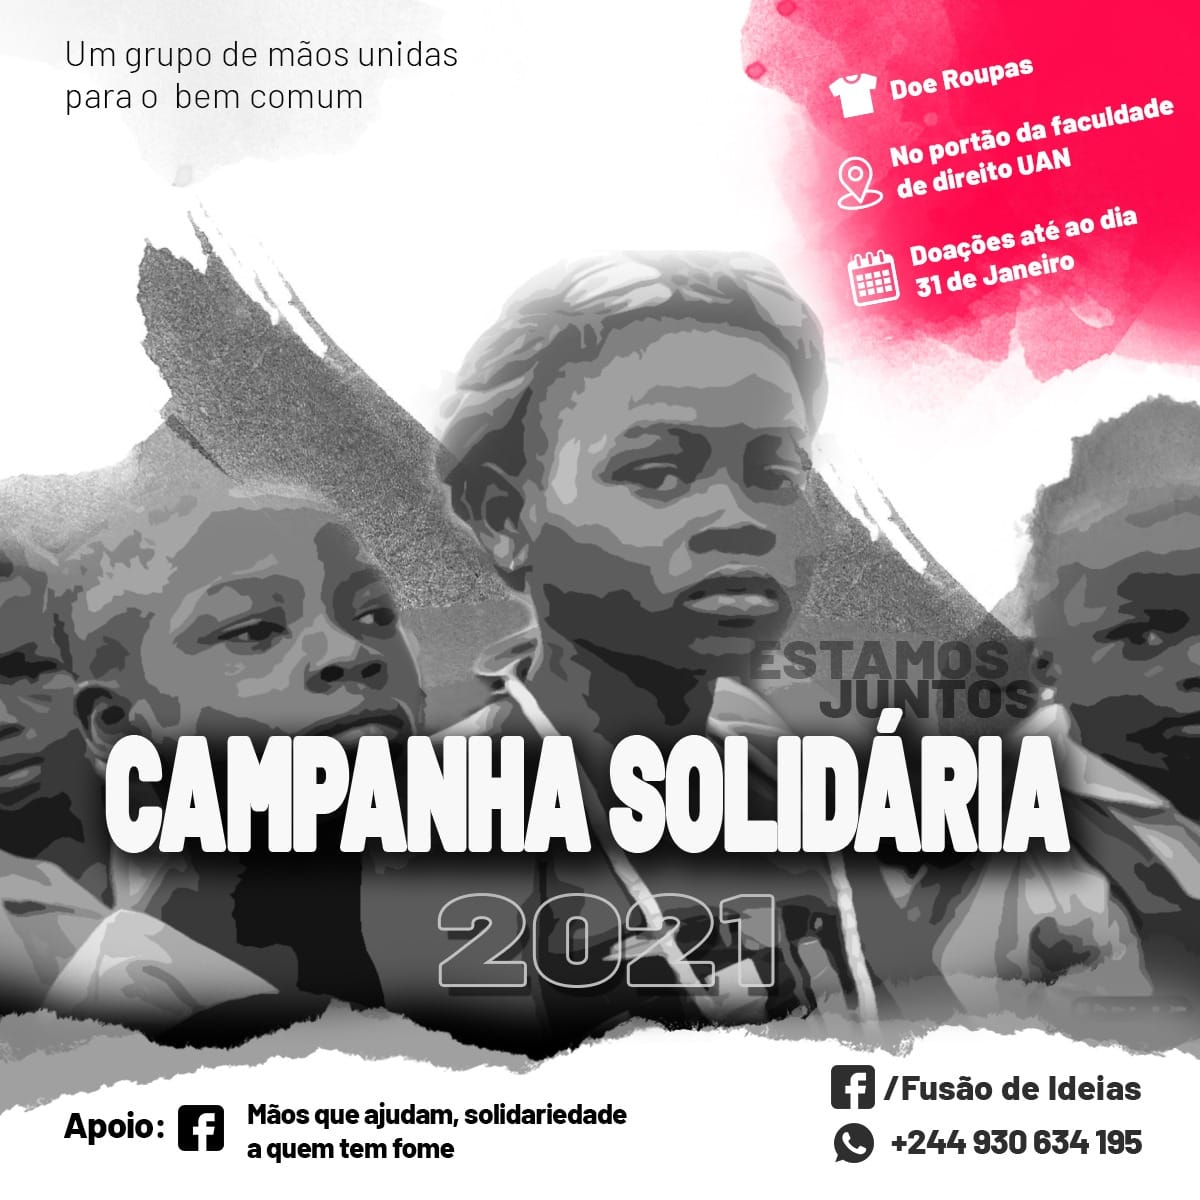 Um grupo de mãos unidas
para o bem comum
Doe Roupas
No portão da faculdade
de direito UAN
Doações até ao dia
31 de Janeiro
ESTAMOS
JUNTOS
CAMPANHA SOLIDÁRIA
2021
Apoio:
Mãos que ajudam, solidariedade
a quem tem fome
/Fusão de Ideias
+244 930 634 195